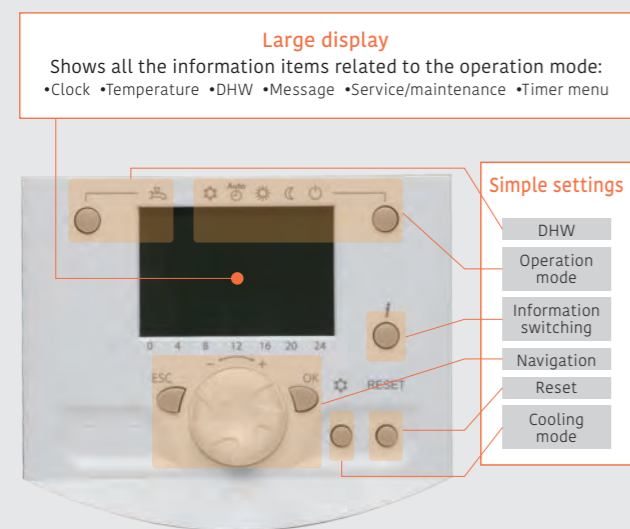 Large display
Shows all the information items related to the operation mode:
•Clock •Temperature •DHW •Message •Service/maintenance •Timer menu
Simple settings
DHW
Operation
mode
Information
switching
Navigation
Reset
Cooling
mode
Auto
i
0 4 8 12 16 20 24
- +
ESC OK RESET